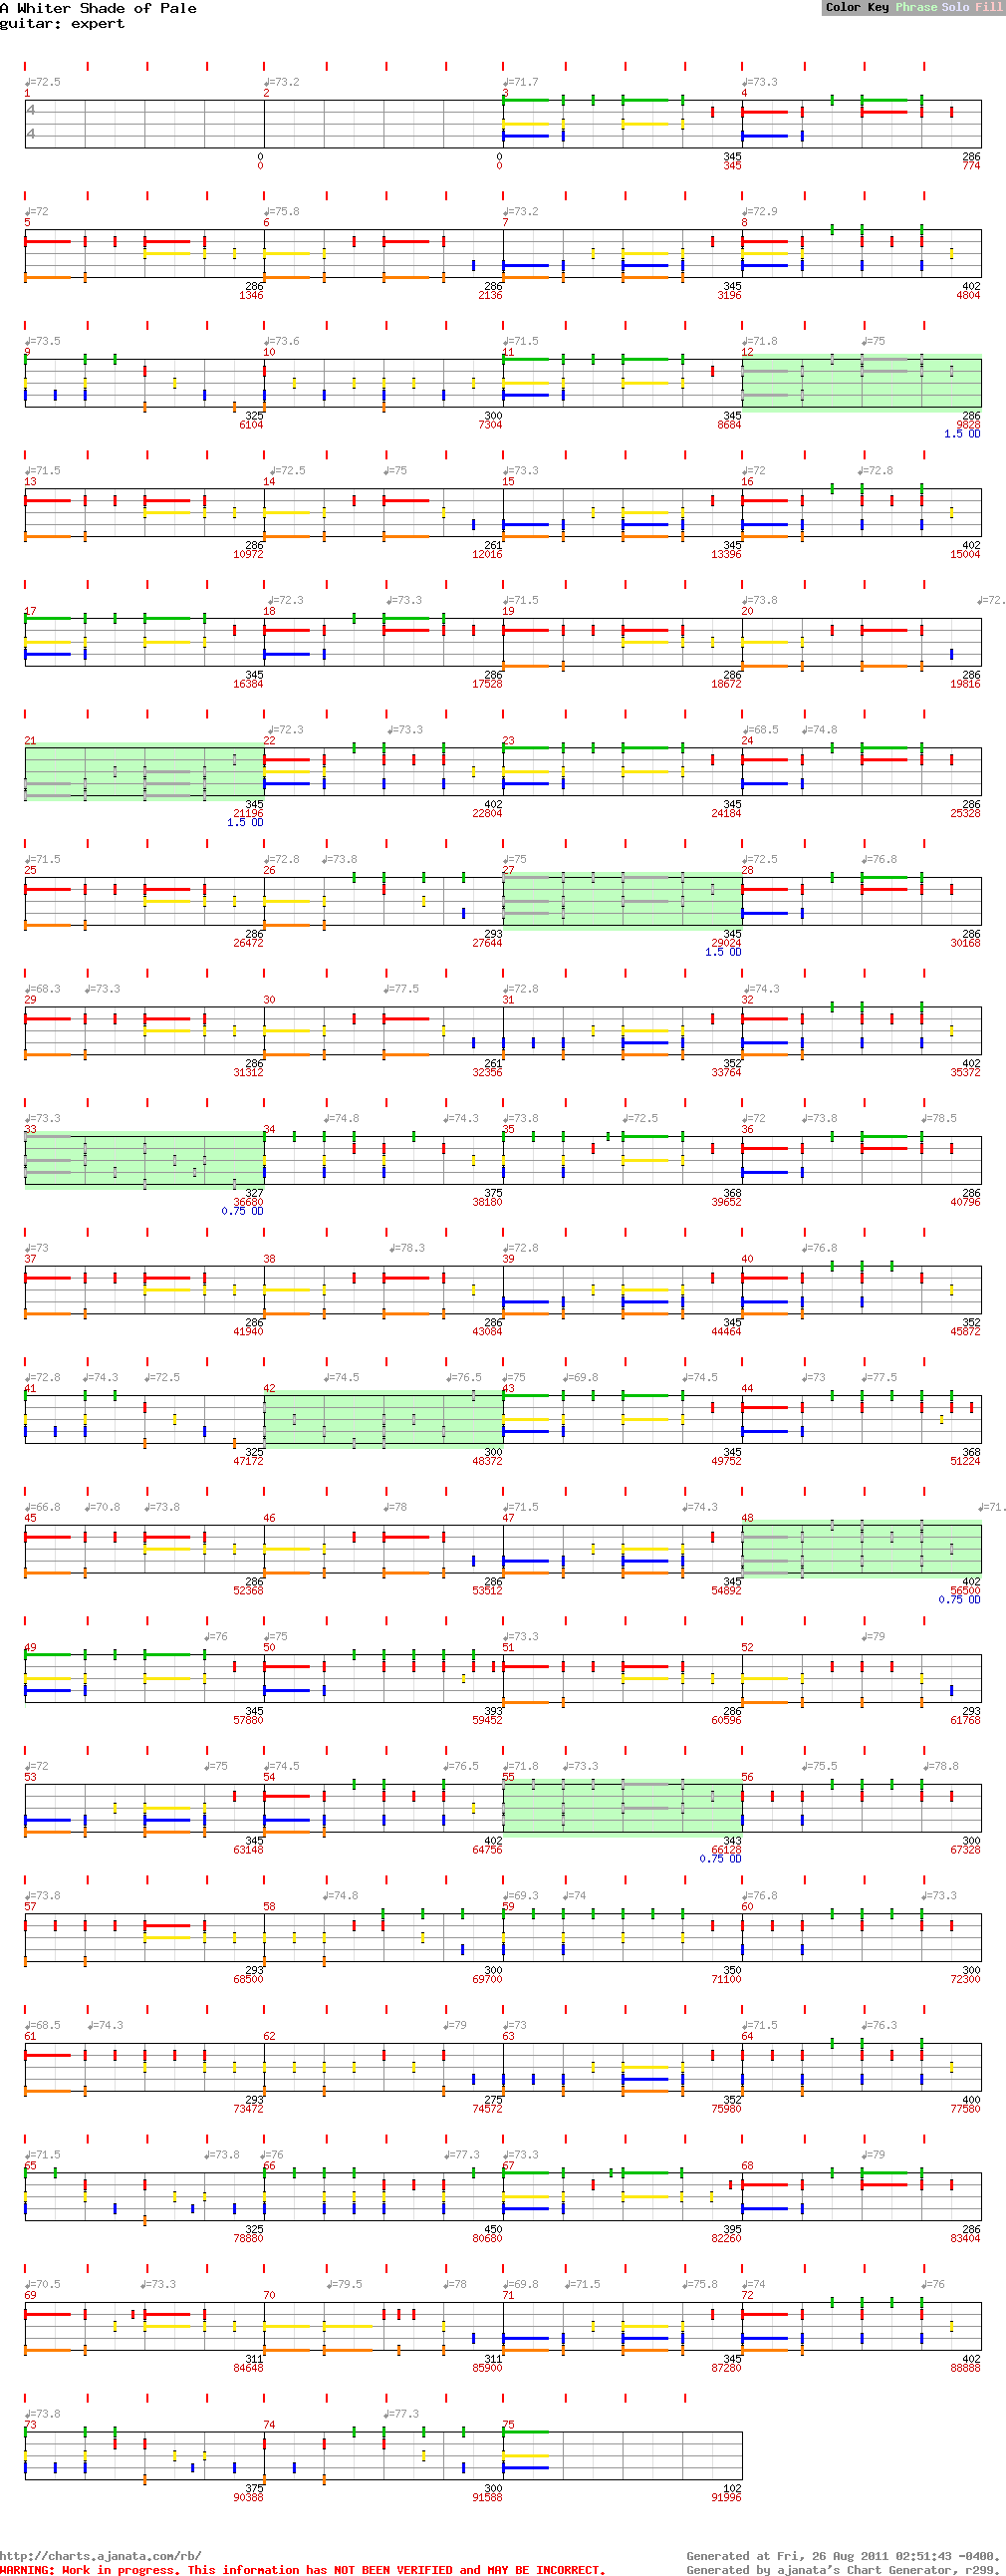 A Whiter Shade of Pale
guitar: expert
Color Key Phrase Solo Fill
♩=72.5 ♩=73.2 ♩=71.7 ♩=73.3
1 2 3 4
4
4
0 0 345 286
0 0 345 774
♩=72 ♩=75.8 ♩=73.2 ♩=72.9
5 6 7 8
286 286 345 402
1346 2136 3196 4804
♩=73.5 ♩=73.6 ♩=71.5 ♩=71.8 ♩=75
9 10 11 12
325 300 345 286
6104 7304 8684 9828
1.5 OD
♩=71.5 ♩=72.5 ♩=75 ♩=73.3 ♩=72 ♩=72.8
13 14 15 16
286 261 345 402
10972 12016 13396 15004
♩=72.3 ♩=73.3 ♩=71.5 ♩=73.8 ♩=72.
17 18 19 20
345 286 286 286
16384 17528 18672 19816
♩=72.3 ♩=73.3 ♩=68.5 ♩=74.8
21 22 23 24
345 402 345 286
21196 22804 24184 25328
1.5 OD
♩=71.5 ♩=72.8 ♩=73.8 ♩=75 ♩=72.5 ♩=76.8
25 26 27 28
286 293 345 286
26472 27644 29024 30168
1.5 OD
♩=68.3 ♩=73.3 ♩=77.5 ♩=72.8 ♩=74.3
29 30 31 32
286 261 352 402
31312 32356 33764 35372
♩=73.3 ♩=74.8 ♩=74.3 ♩=73.8 ♩=72.5 ♩=72 ♩=73.8 ♩=78.5
33 34 35 36
327 375 368 286
36680 38180 39652 40796
0.75 OD
♩=73 ♩=78.3 ♩=72.8 ♩=76.8
37 38 39 40
286 286 345 352
41940 43084 44464 45872
♩=72.8 ♩=74.3 ♩=72.5 ♩=74.5 ♩=76.5 ♩=75 ♩=69.8 ♩=74.5 ♩=73 ♩=77.5
41 42 43 44
325 300 345 368
47172 48372 49752 51224
♩=66.8 ♩=70.8 ♩=73.8 ♩=78 ♩=71.5 ♩=74.3 ♩=71.
45 46 47 48
286 286 345 402
52368 53512 54892 56500
0.75 OD
♩=76 ♩=75 ♩=73.3 ♩=79
49 50 51 52
345 393 286 293
57880 59452 60596 61768
♩=72 ♩=75 ♩=74.5 ♩=76.5 ♩=71.8 ♩=73.3 ♩=75.5 ♩=78.8
53 54 55 56
345 402 343 300
63148 64756 66128 67328
0.75 OD
♩=73.8 ♩=74.8 ♩=69.3 ♩=74 ♩=76.8 ♩=73.3
57 58 59 60
293 300 350 300
68500 69700 71100 72300
♩=68.5 ♩=74.3 ♩=79 ♩=73 ♩=71.5 ♩=76.3
61 62 63 64
293 275 352 400
73472 74572 75980 77580
♩=71.5 ♩=73.8 ♩=76 ♩=77.3 ♩=73.3 ♩=79
65 66 67 68
325 450 395 286
78880 80680 82260 83404
♩=70.5 ♩=73.3 ♩=79.5 ♩=78 ♩=69.8 ♩=71.5 ♩=75.8 ♩=74 ♩=76
69 70 71 72
311 311 345 402
84648 85900 87280 88888
♩=73.8 ♩=77.3
73 74 75
375 300 102
90388 91588 91996
http://charts.ajanata.com/rb/
WARNING: Work in progress. This information has NOT BEEN VERIFIED and MAY BE INCORRECT.
Generated at Fri, 26 Aug 2011 02:51:43 -0400.
Generated by ajanata's Chart Generator, r299.